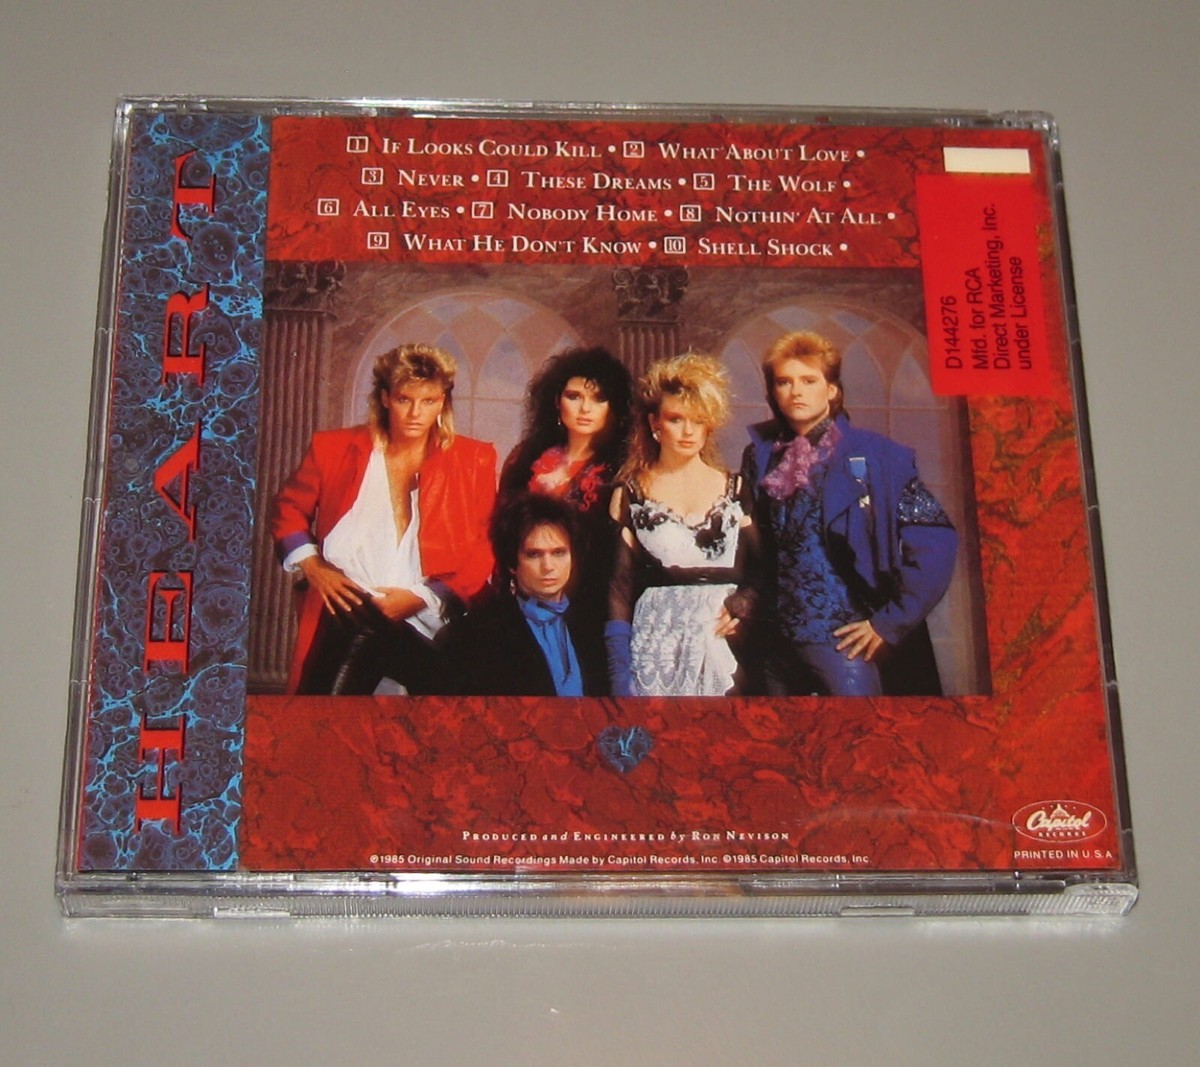 HEART
1 IF LOOKS COULD KILL • 2 WHAT ABOUT LOVE •
3 NEVER • 4 THESE DREAMS • 5 THE WOLF •
6 ALL EYES • 7 NOBODY HOME • 8 NOTHIN' AT ALL •
9 WHAT HE DON'T KNOW • 10 SHELL SHOCK •
D144276
Mfd. for RCA
Direct Marketing, Inc.
under License
PRODUCED and ENGINEERED by RON NEVISON
℗1985 Original Sound Recordings Made by Capitol Records, Inc. ©1985 Capitol Records, Inc.
Capitol
RECORDS
PRINTED IN U.S.A